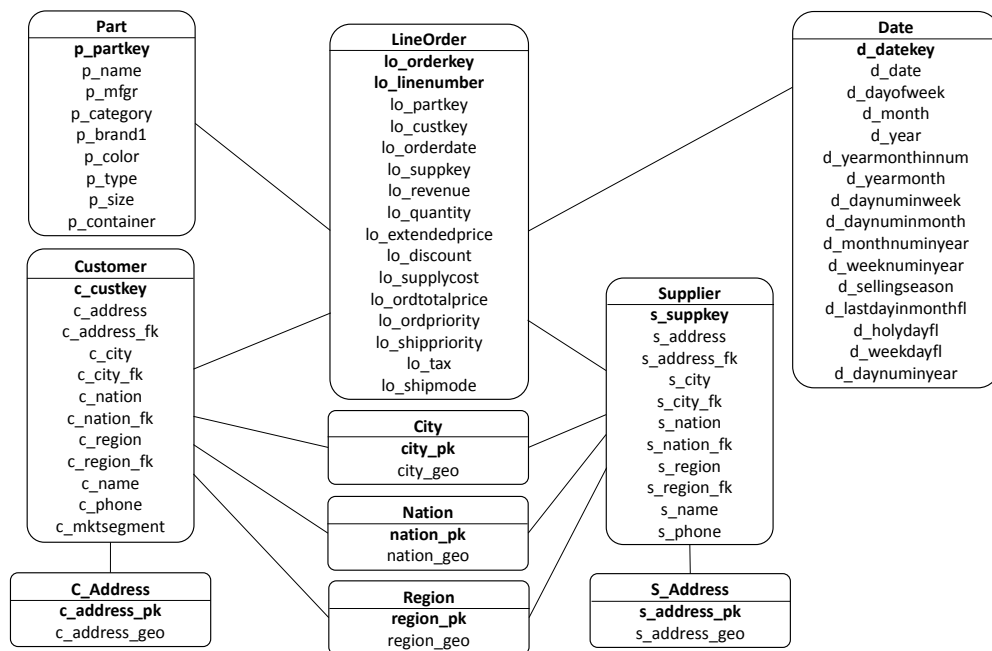 Part
p_partkey
p_name
p_mfgr
p_category
p_brand1
p_color
p_type
p_size
p_container
LineOrder
lo_orderkey
lo_linenumber
lo_partkey
lo_custkey
lo_orderdate
lo_suppkey
lo_revenue
lo_quantity
lo_extendedprice
lo_discount
lo_supplycost
lo_ordtotalprice
lo_ordpriority
lo_shippriority
lo_tax
lo_shipmode
Date
d_datekey
d_date
d_dayofweek
d_month
d_year
d_yearmonthinnum
d_yearmonth
d_daynuminweek
d_daynuminmonth
d_monthnuminyear
d_weeknuminyear
d_sellingseason
d_lastdayinmonthfl
d_holydayfl
d_weekdayfl
d_daynuminyear
Customer
c_custkey
c_address
c_address_fk
c_city
c_city_fk
c_nation
c_nation_fk
c_region
c_region_fk
c_name
c_phone
c_mktsegment
Supplier
s_suppkey
s_address
s_address_fk
s_city
s_city_fk
s_nation
s_nation_fk
s_region
s_region_fk
s_name
s_phone
City
city_pk
city_geo
Nation
nation_pk
nation_geo
Region
region_pk
region_geo
C_Address
c_address_pk
c_address_geo
S_Address
s_address_pk
s_address_geo